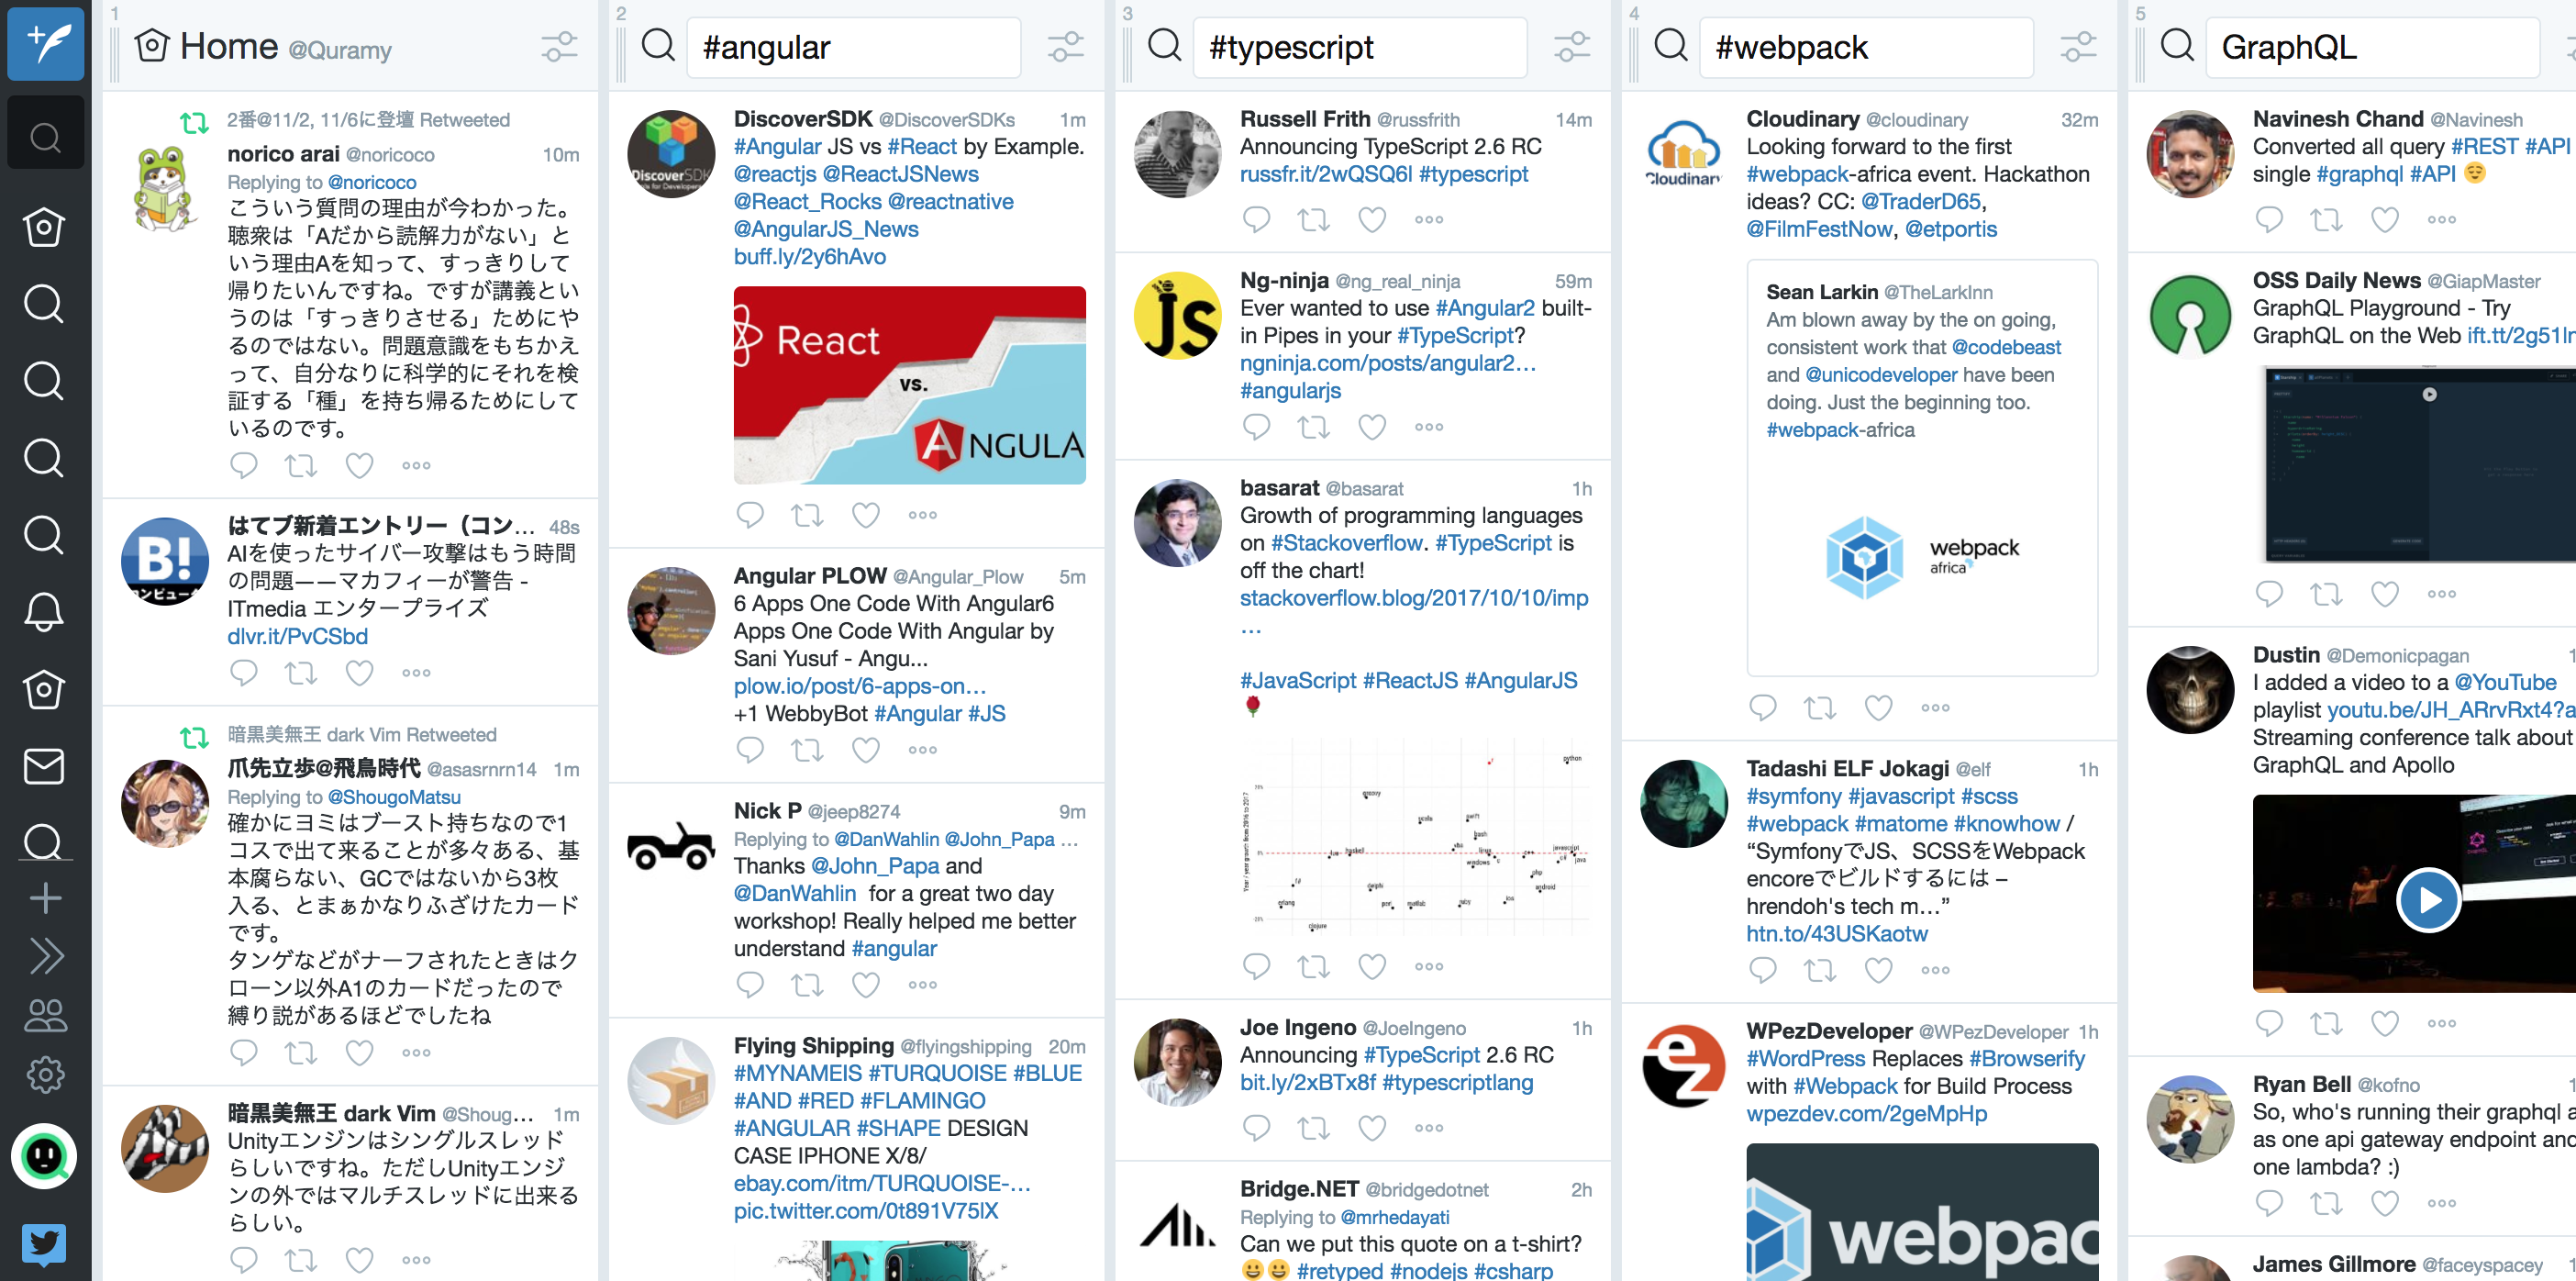 1
Home @Quramy
2番@11/2, 11/6に登壇 Retweeted
norico arai @noricoco 10m
Replying to @noricoco
こういう質問の理由が今わかった。
聴衆は「Aだから読解力がない」と
いう理由Aを知って、すっきりして
帰りたいんですね。ですが講義とい
うのは「すっきりさせる」ためにや
るのではない。問題意識をもちかえ
って、自分なりに科学的にそれを検
証する「種」を持ち帰るためにして
いるのです。
はてブ新着エントリー（コン... 48s
AIを使ったサイバー攻撃はもう時間
の問題——マカフィーが警告 -
ITmedia エンタープライズ
dlvr.it/PvCSbd
B!
暗黒美無王 dark Vim Retweeted
爪先立歩@飛鳥時代 @asasrnrn14 1m
Replying to @ShougoMatsu
確かにヨミはブースト持ちなので1
コスで出て来ることが多々ある、基
本腐らない、GCではないから3枚
入る、とまぁかなりふざけたカード
です。
タンゲなどがナーフされたときはク
ローン以外A1のカードだったので
縛り説があるほどでしたね
暗黒美無王 dark Vim @Shoug... 1m
Unityエンジンはシングルスレッド
らしいですね。ただしUnityエンジ
ンの外ではマルチスレッドに出来る
らしい。
2
#angular
DiscoverSDK @DiscoverSDKs 1m
#Angular JS vs #React by Example.
@reactjs @ReactJSNews
@React_Rocks @reactnative
@AngularJS_News
buff.ly/2y6hAvo
DiscoverSDK
React
vs.
ANGULA
Angular PLOW @Angular_Plow 5m
6 Apps One Code With Angular6
Apps One Code With Angular by
Sani Yusuf - Angu...
plow.io/post/6-apps-on…
+1 WebbyBot #Angular #JS
Nick P @jeep8274 9m
Replying to @DanWahlin @John_Papa ...
Thanks @John_Papa and
@DanWahlin for a great two day
workshop! Really helped me better
understand #angular
Flying Shipping @flyingshipping 20m
#MYNAMEIS #TURQUOISE #BLUE
#AND #RED #FLAMINGO
#ANGULAR #SHAPE DESIGN
CASE IPHONE X/8/
ebay.com/itm/TURQUOISE-…
pic.twitter.com/0t891V75lX
3
#typescript
Russell Frith @russfrith 14m
Announcing TypeScript 2.6 RC
russfr.it/2wQSQ6l #typescript
Ng-ninja @ng_real_ninja 59m
Ever wanted to use #Angular2 built-
in Pipes in your #TypeScript?
ngninja.com/posts/angular2…
#angularjs
JS
basarat @basarat 1h
Growth of programming languages
on #Stackoverflow. #TypeScript is
off the chart!
stackoverflow.blog/2017/10/10/imp
…
#JavaScript #ReactJS #AngularJS
🌹
python
groovy
scala
swift
bash
haskell
vba
linux
windows
javascript
c#
java
php
android
delphi
perl
matlab
ruby
ios
erlang
clojure
Joe Ingeno @JoeIngeno 1h
Announcing #TypeScript 2.6 RC
bit.ly/2xBTx8f #typescriptlang
Bridge.NET @bridgedotnet 2h
Replying to @mrhedayati
Can we put this quote on a t-shirt?
😀😀 #retyped #nodejs #csharp
4
#webpack
Cloudinary @cloudinary 32m
Looking forward to the first
#webpack-africa event. Hackathon
ideas? CC: @TraderD65,
@FilmFestNow, @etportis
Cloudinary
Sean Larkin @TheLarkInn
Am blown away by the on going,
consistent work that @codebeast
and @unicodeveloper have been
doing. Just the beginning too.
#webpack-africa
webpack
africa
Tadashi ELF Jokagi @elf 1h
#symfony #javascript #scss
#webpack #matome #knowhow /
“SymfonyでJS、SCSSをWebpack
encoreでビルドするには –
hrendoh's tech m…”
htn.to/43USKaotw
WPezDeveloper @WPezDeveloper 1h
#WordPress Replaces #Browserify
with #Webpack for Build Process
wpezdev.com/2geMpHp
ez
webpac
5
GraphQL
Navinesh Chand @Navinesh
Converted all query #REST #API
single #graphql #API 😌
OSS Daily News @GiapMaster
GraphQL Playground - Try
GraphQL on the Web ift.tt/2g51lr
Dustin @Demonicpagan
I added a video to a @YouTube
playlist youtu.be/JH_ARrvRxt4?a
Streaming conference talk about
GraphQL and Apollo
Ryan Bell @kofno
So, who's running their graphql a
as one api gateway endpoint and
one lambda? :)
James Gillmore @faceyspacey